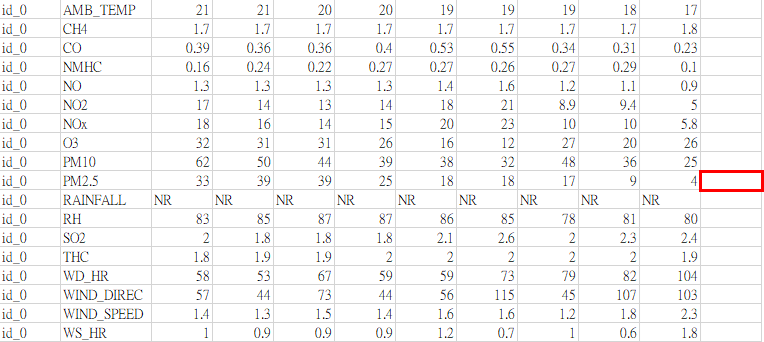 id_0 AMB_TEMP 21 21 20 20 19 19 19 18 17
id_0 CH4 1.7 1.7 1.7 1.7 1.7 1.7 1.7 1.7 1.8
id_0 CO 0.39 0.36 0.36 0.4 0.53 0.55 0.34 0.31 0.23
id_0 NMHC 0.16 0.24 0.22 0.27 0.27 0.26 0.27 0.29 0.1
id_0 NO 1.3 1.3 1.3 1.3 1.4 1.6 1.2 1.1 0.9
id_0 NO2 17 14 13 14 18 21 8.9 9.4 5
id_0 NOx 18 16 14 15 20 23 10 10 5.8
id_0 O3 32 31 31 26 16 12 27 20 26
id_0 PM10 62 50 44 39 38 32 48 36 25
id_0 PM2.5 33 39 39 25 18 18 17 9 4
id_0 RAINFALL NR NR NR NR NR NR NR NR NR
id_0 RH 83 85 87 87 86 85 78 81 80
id_0 SO2 2 1.8 1.8 1.8 2.1 2.6 2 2.3 2.4
id_0 THC 1.8 1.9 1.9 2 2 2 2 2 1.9
id_0 WD_HR 58 53 67 59 59 73 79 82 104
id_0 WIND_DIREC 57 44 73 44 56 115 45 107 103
id_0 WIND_SPEED 1.4 1.3 1.5 1.4 1.6 1.6 1.2 1.8 2.3
id_0 WS_HR 1 0.9 0.9 0.9 1.2 0.7 1 0.6 1.8